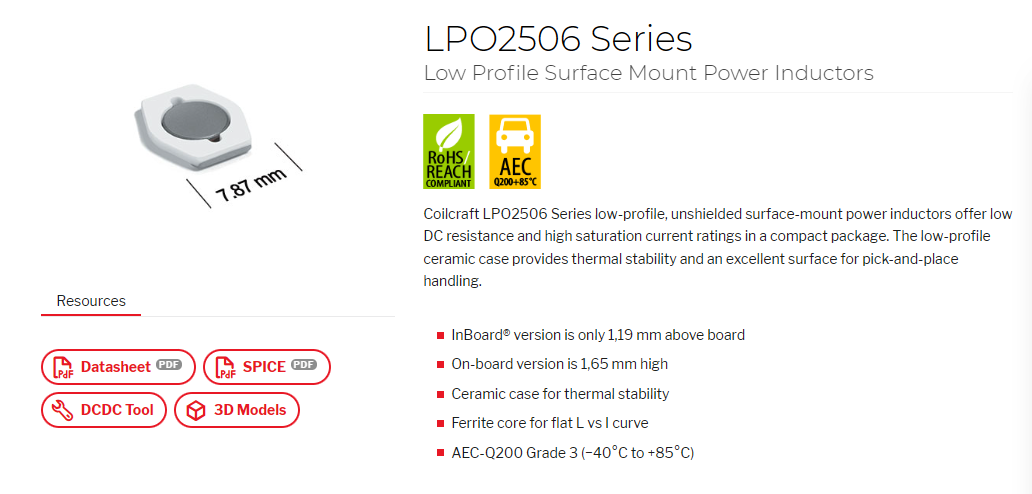 LPO2506 Series
Low Profile Surface Mount Power Inductors
7.87 mm
RoHS/
REACH
COMPLIANT
AEC
Q200+85°C
Coilcraft LPO2506 Series low-profile, unshielded surface-mount power inductors offer low
DC resistance and high saturation current ratings in a compact package. The low-profile
ceramic case provides thermal stability and an excellent surface for pick-and-place
handling.
Resources
Datasheet PDF
SPICE PDF
DCDC Tool
3D Models
InBoard® version is only 1,19 mm above board
On-board version is 1,65 mm high
Ceramic case for thermal stability
Ferrite core for flat L vs I curve
AEC-Q200 Grade 3 (−40°C to +85°C)